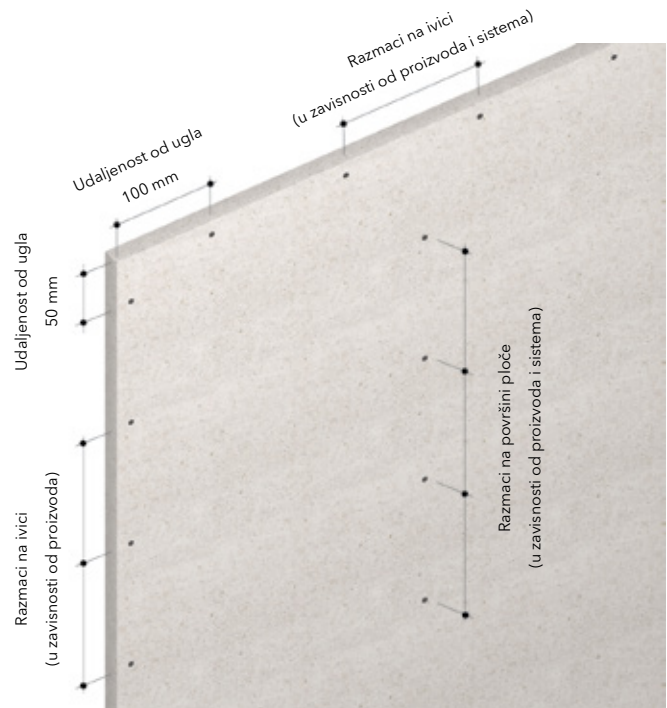 Razmaci na ivici
(u zavisnosti od proizvoda i sistema)
Udaljenost od ugla
100 mm
Udaljenost od ugla
50 mm
Razmaci na površini ploče
(u zavisnosti od proizvoda i sistema)
Razmaci na ivici
(u zavisnosti od proizvoda)